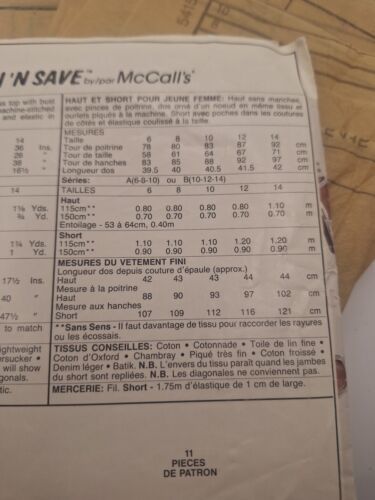 I 'N SAVE™ by/par McCall's
as top with bust
machine-stitched
and elastic in
14
36 Ins.
26 "
38 "
16½ "
14
1⅜ Yds.
¾ Yd.
1¼ Yds.
1 Yd.
17½ Ins.
40 "
47½ "
to match
ightweight
ersucker •
will show
gonals.
tic.
HAUT ET SHORT POUR JEUNE FEMME: Haut sans manches,
avec pinces de poitrine, dos orné d'un noeud en même tissu et
ourlets piqués à la machine. Short avec poches dans les coutures
de côtés et élastique coulissé à la taille.
MESURES
Taille 6 8 10 12 14
Tour de poitrine 78 80 83 87 92 cm
Tour de taille 58 61 64 67 71 cm
Tour de hanches 83 85 88 92 97 cm
Longueur dos 39.5 40 40.5 41.5 42 cm
Séries: A(6-8-10) ou B(10-12-14)
TAILLES 6 8 10 12 14
Haut
115cm** 0.80 0.80 0.80 0.80 1.10 m
150cm** 0.70 0.70 0.70 0.70 0.70 m
Entoilage - 53 à 64cm, 0.40m
Short
115cm** 1.10 1.10 1.10 1.20 1.20 m
150cm** 0.90 0.90 0.90 0.90 0.90 m
MESURES DU VETEMENT FINI
Longueur dos depuis couture d'épaule (approx.)
Haut 42 43 43 44 44 cm
Mesure à la poitrine
Haut 88 90 93 97 102 cm
Mesure aux hanches
Short 107 109 112 116 121 cm
**Sans Sens - Il faut davantage de tissu pour raccorder les rayures
ou les écossais.
TISSUS CONSEILLES: Coton • Cotonnade • Toile de lin fine •
Coton d'Oxford • Chambray • Piqué très fin • Coton froissé •
Denim léger • Batik. N.B. L'envers du tissu paraît quand les jambes
du short sont repliées. N.B. Les diagonales ne conviennent pas.
MERCERIE: Fil. Short - 1,75m d'élastique de 1 cm de large.
11
PIECES
DE PATRON